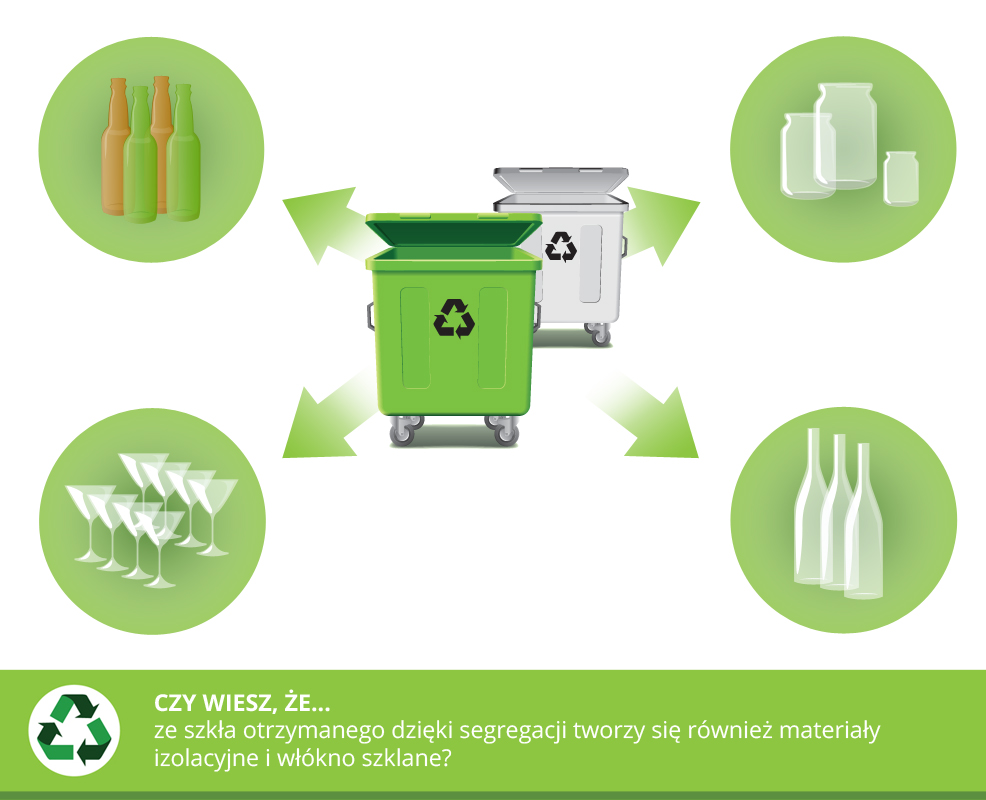 CZY WIESZ, ŻE...
ze szkła otrzymanego dzięki segregacji tworzy się również materiały
izolacyjne i włókno szklane?